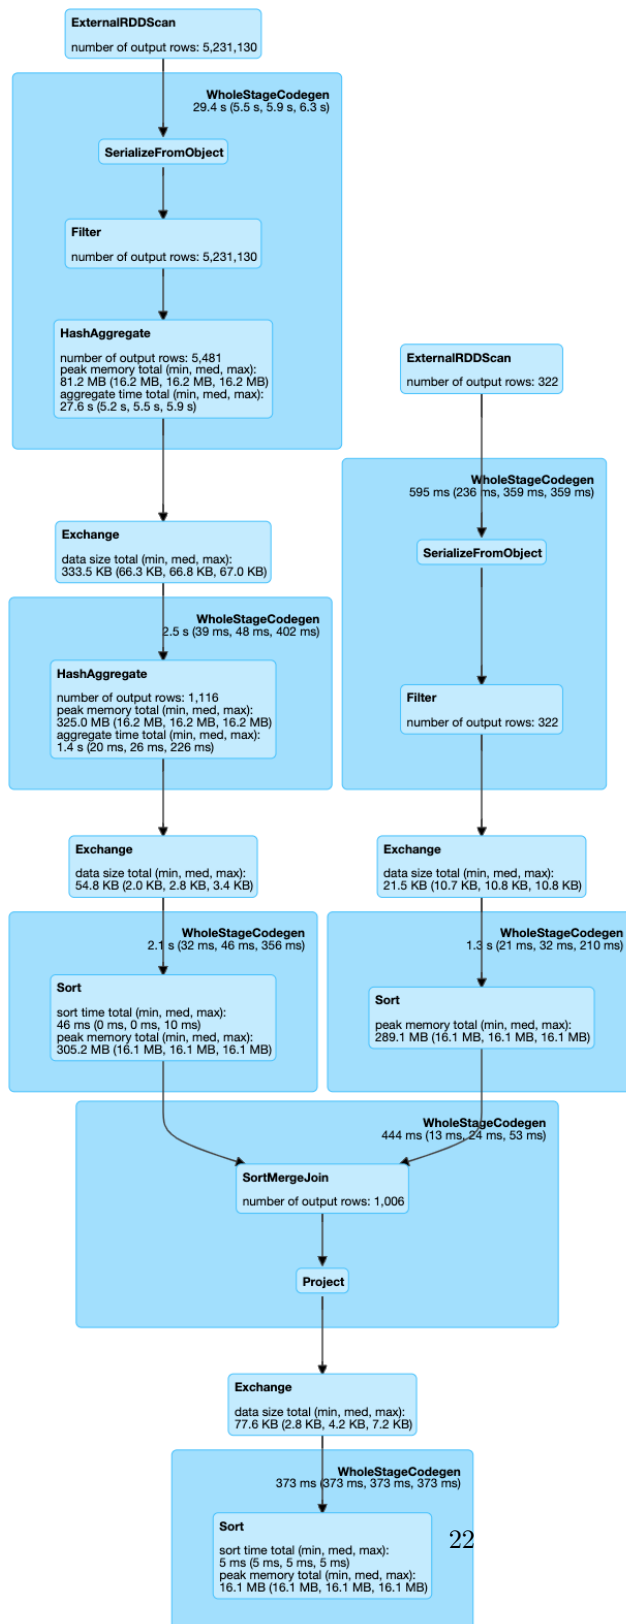 ExternalRDDScan
number of output rows: 5,231,130
WholeStageCodegen
29.4 s (5.5 s, 5.9 s, 6.3 s)
SerializeFromObject
Filter
number of output rows: 5,231,130
HashAggregate
number of output rows: 5,481
peak memory total (min, med, max):
81.2 MB (16.2 MB, 16.2 MB, 16.2 MB)
aggregate time total (min, med, max):
27.6 s (5.2 s, 5.5 s, 5.9 s)
ExternalRDDScan
number of output rows: 322
WholeStageCodegen
595 ms (236 ms, 359 ms, 359 ms)
SerializeFromObject
Filter
number of output rows: 322
Exchange
data size total (min, med, max):
333.5 KB (66.3 KB, 66.8 KB, 67.0 KB)
WholeStageCodegen
2.5 s (39 ms, 48 ms, 402 ms)
HashAggregate
number of output rows: 1,116
peak memory total (min, med, max):
325.0 MB (16.2 MB, 16.2 MB, 16.2 MB)
aggregate time total (min, med, max):
1.4 s (20 ms, 26 ms, 226 ms)
Exchange
data size total (min, med, max):
54.8 KB (2.0 KB, 2.8 KB, 3.4 KB)
Exchange
data size total (min, med, max):
21.5 KB (10.7 KB, 10.8 KB, 10.8 KB)
WholeStageCodegen
2.1 s (32 ms, 46 ms, 356 ms)
Sort
sort time total (min, med, max):
46 ms (0 ms, 0 ms, 10 ms)
peak memory total (min, med, max):
305.2 MB (16.1 MB, 16.1 MB, 16.1 MB)
WholeStageCodegen
1.3 s (21 ms, 32 ms, 210 ms)
Sort
peak memory total (min, med, max):
289.1 MB (16.1 MB, 16.1 MB, 16.1 MB)
WholeStageCodegen
444 ms (13 ms, 24 ms, 53 ms)
SortMergeJoin
number of output rows: 1,006
Project
Exchange
data size total (min, med, max):
77.6 KB (2.8 KB, 4.2 KB, 7.2 KB)
WholeStageCodegen
373 ms (373 ms, 373 ms, 373 ms)
Sort
sort time total (min, med, max):
5 ms (5 ms, 5 ms, 5 ms)
peak memory total (min, med, max):
16.1 MB (16.1 MB, 16.1 MB, 16.1 MB)
22